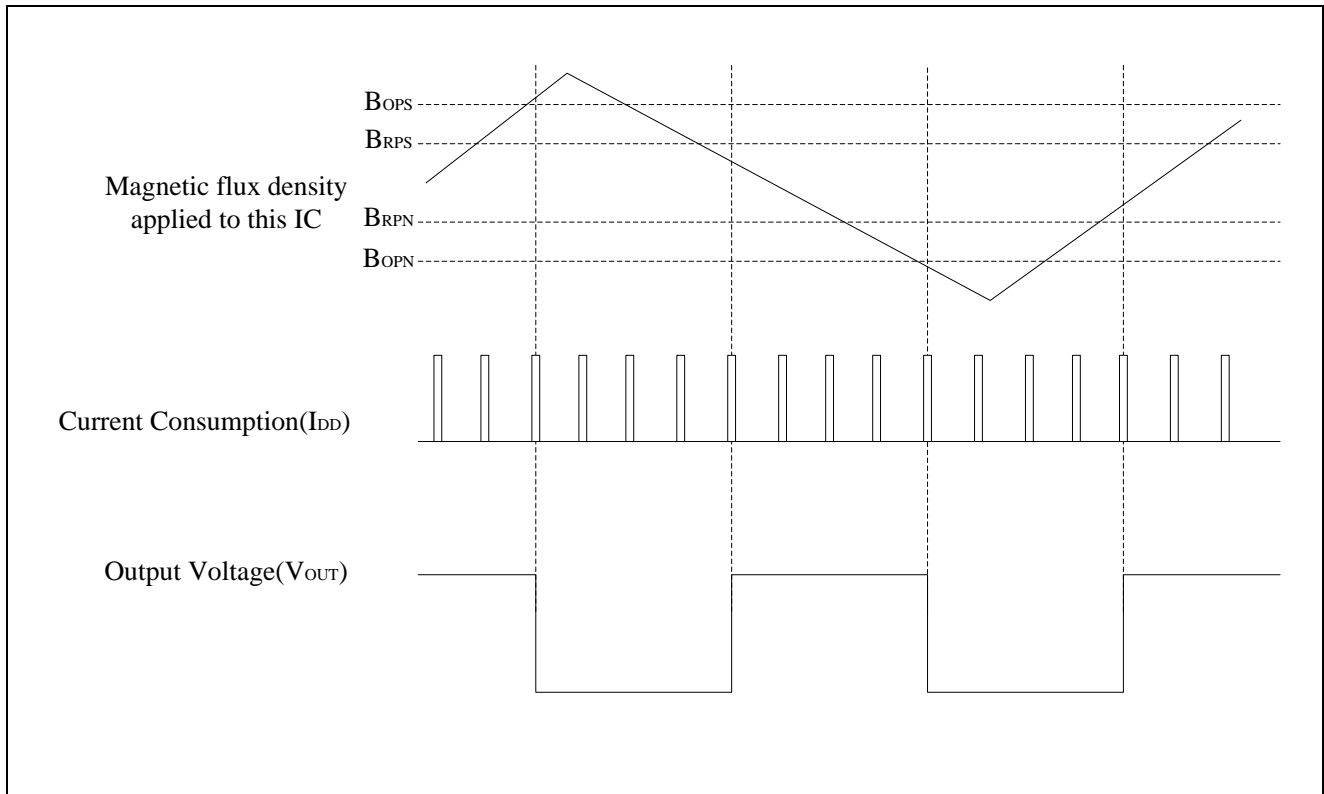 BOPS
BRPS
Magnetic flux density
applied to this IC
BRPN
BOPN
Current Consumption(IDD)
Output Voltage(VOUT)